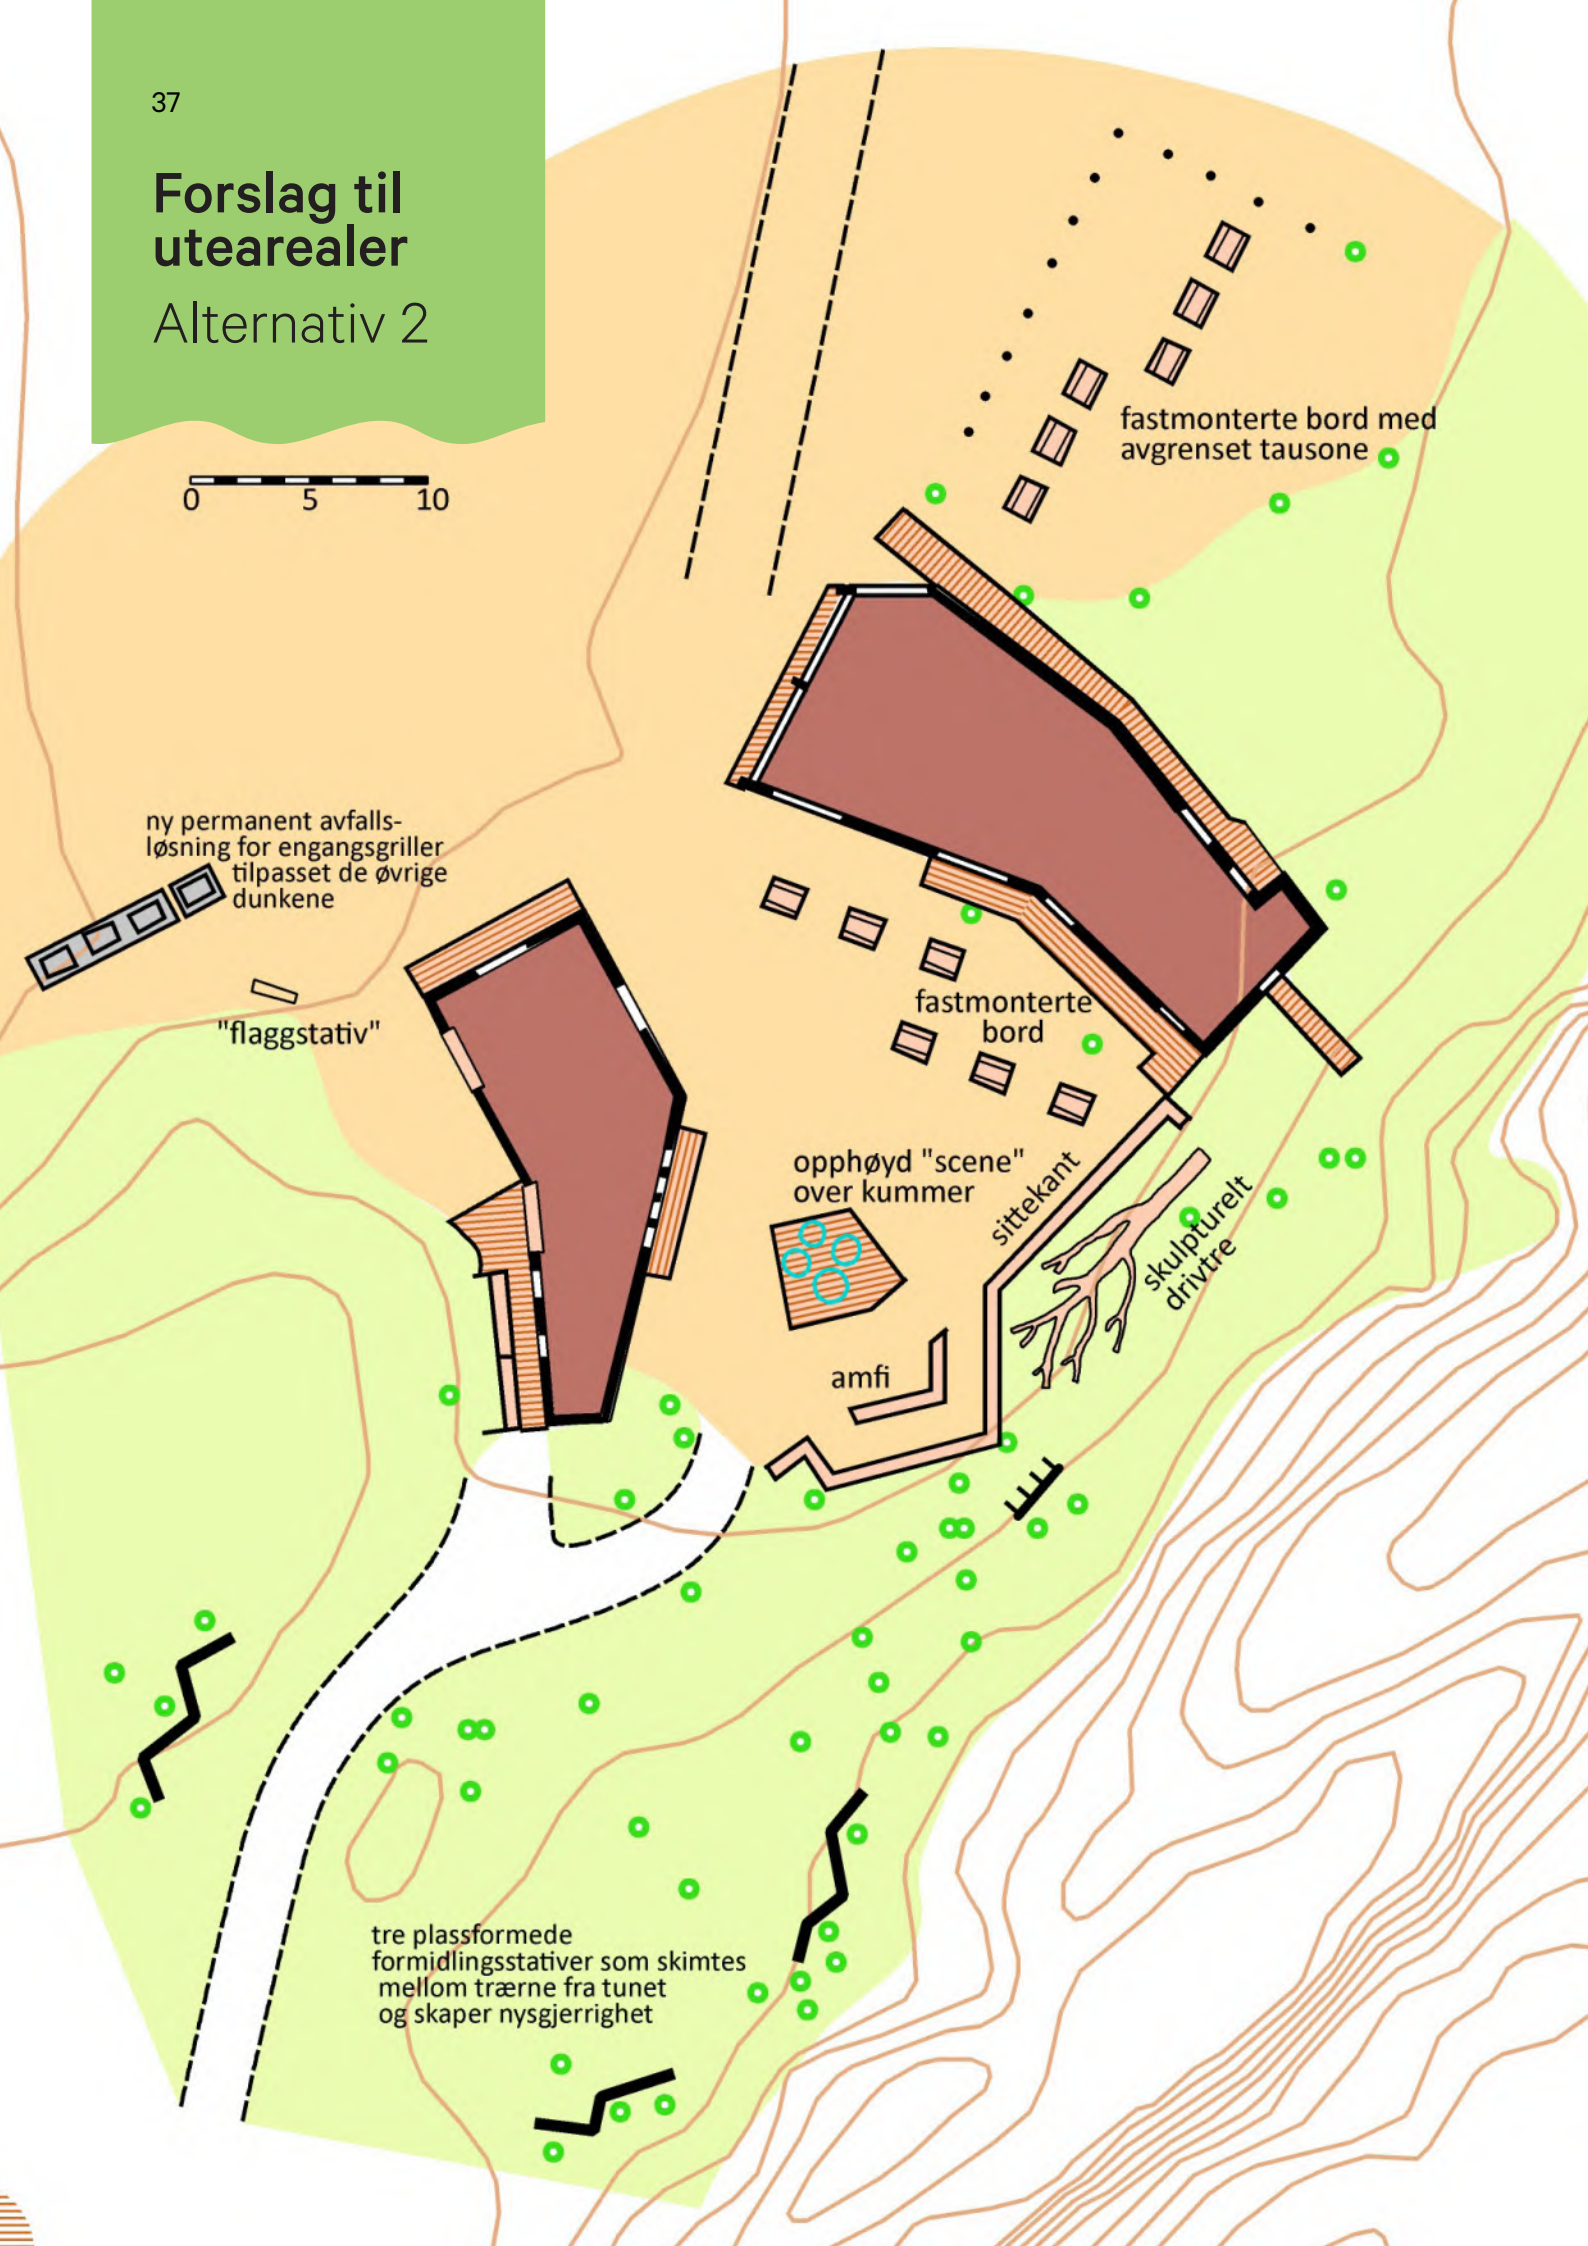 37
Forslag til
utearealer
Alternativ 2
0 5 10
fastmonterte bord med
avgrenset tausone
ny permanent avfalls-
løsning for engangsgriller
tilpasset de øvrige
dunkene
"flaggstativ"
fastmonterte
bord
opphøyd "scene"
over kummer
sittekant
skulpturelt
drivtre
amfi
tre plassformede
formidlingsstativer som skimtes
mellom trærne fra tunet
og skaper nysgjerrighet